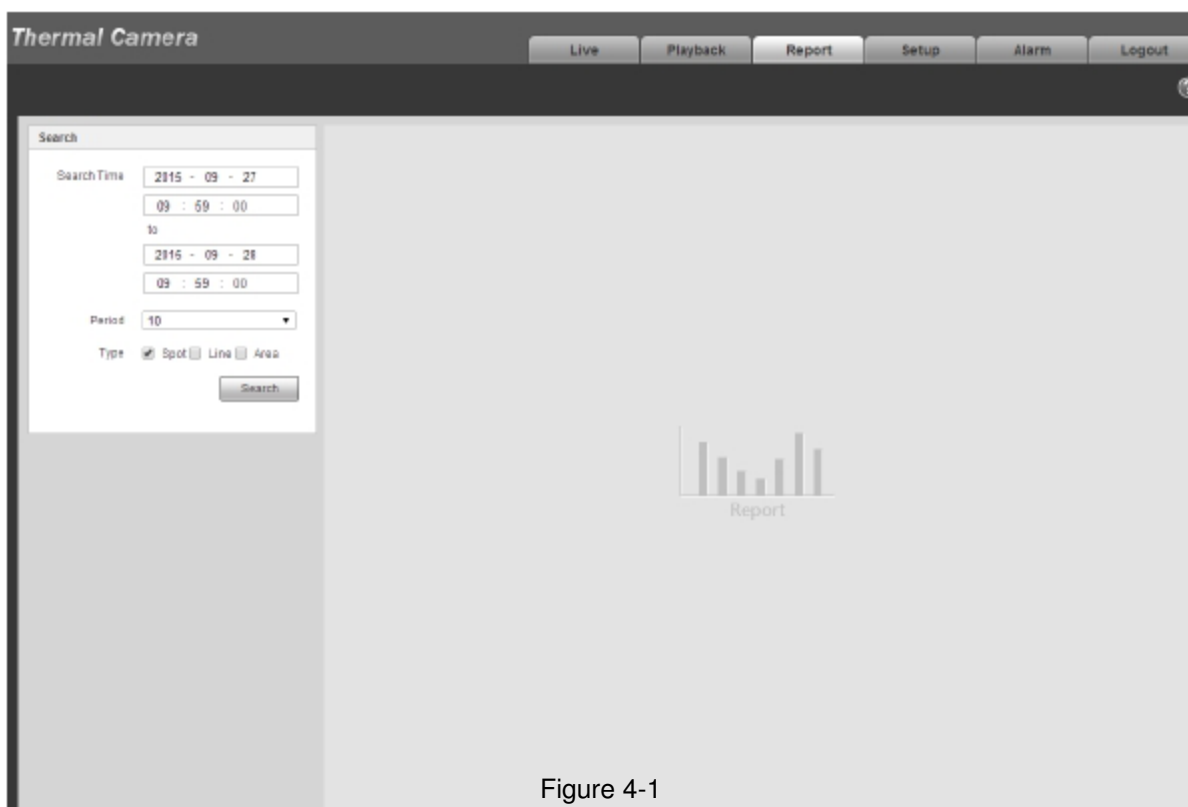 Thermal Camera
Live Playback Report Setup Alarm Logout
Search
Search Time 2015 - 09 - 27
09 : 59 : 00
to
2015 - 09 - 28
09 : 59 : 00
Period 10
Type Spot Line Area
Search
Report
Figure 4-1